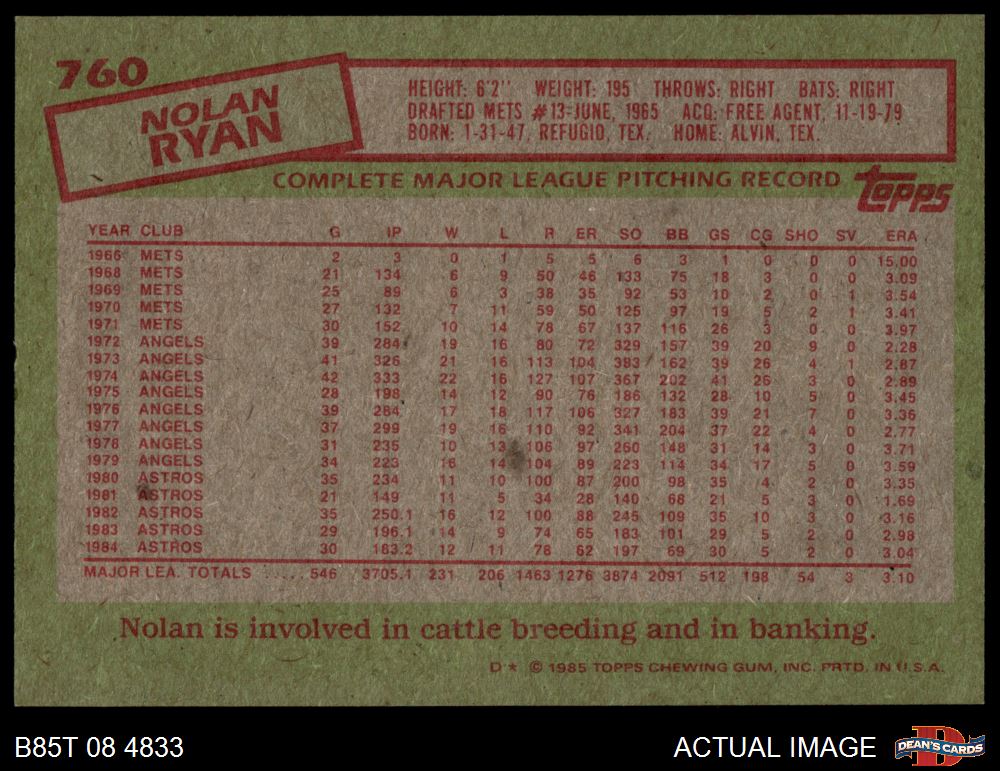 760
NOLAN
RYAN
HEIGHT: 6'2" WEIGHT: 195 THROWS: RIGHT BATS: RIGHT
DRAFTED METS #13-JUNE, 1965 ACQ: FREE AGENT, 11-19-79
BORN: 1-31-47, REFUGIO, TEX. HOME: ALVIN, TEX.
COMPLETE MAJOR LEAGUE PITCHING RECORD topps
YEAR CLUB G IP W L R ER SO BB GS CG SHO SV ERA
1966 METS 2 3 0 1 5 5 6 3 1 0 0 0 15.00
1968 METS 21 134 6 9 50 46 133 75 18 3 0 0 3.09
1969 METS 25 89 6 3 38 35 92 53 10 2 0 1 3.54
1970 METS 27 132 7 11 59 50 125 97 19 5 2 1 3.41
1971 METS 30 152 10 14 78 67 137 116 26 3 0 0 3.97
1972 ANGELS 39 284 19 16 80 72 329 157 39 20 9 0 2.28
1973 ANGELS 41 326 21 16 113 104 383 162 39 26 4 1 2.87
1974 ANGELS 42 333 22 16 127 107 367 202 41 26 3 0 2.89
1975 ANGELS 28 198 14 12 90 76 186 132 28 10 5 0 3.45
1976 ANGELS 39 284 17 18 117 106 327 183 39 21 7 0 3.36
1977 ANGELS 37 299 19 16 110 92 341 204 37 22 4 0 2.77
1978 ANGELS 31 235 10 13 106 97 260 148 31 14 3 0 3.71
1979 ANGELS 34 223 16 14 104 89 223 114 34 17 5 0 3.59
1980 ASTROS 35 234 11 10 100 87 200 98 35 4 2 0 3.35
1981 ASTROS 21 149 11 5 34 28 140 68 21 5 3 0 1.69
1982 ASTROS 35 250.1 16 12 100 88 245 109 35 10 3 0 3.16
1983 ASTROS 29 196.1 14 9 74 65 183 101 29 5 2 0 2.98
1984 ASTROS 30 183.2 12 11 78 62 197 69 30 5 2 0 3.04
MAJOR LEA. TOTALS ..... 546 3705.1 231 206 1463 1276 3874 2091 512 198 54 3 3.10
Nolan is involved in cattle breeding and in banking.
D* © 1985 TOPPS CHEWING GUM, INC. PRTD. IN U.S.A.
B85T 08 4833 ACTUAL IMAGE DEAN'S CARDS